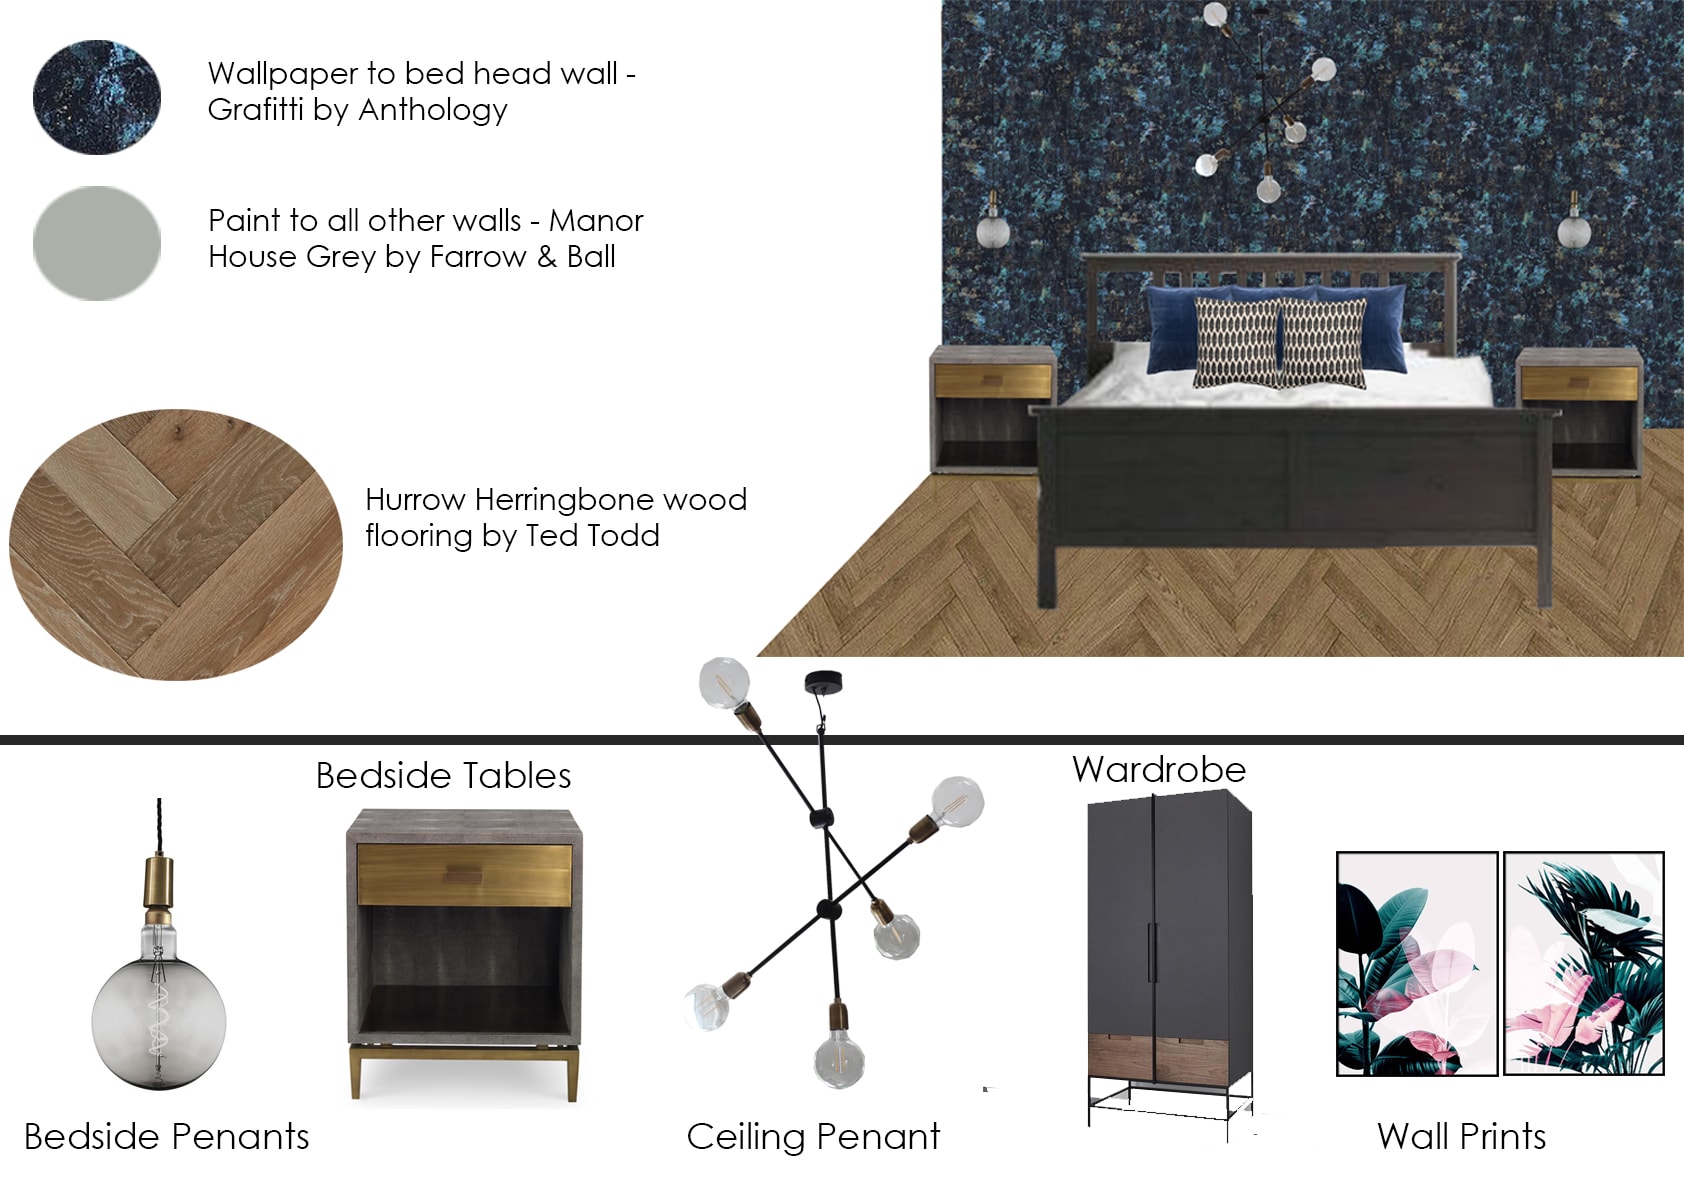 Wallpaper to bed head wall -
Grafitti by Anthology
Paint to all other walls - Manor
House Grey by Farrow & Ball
Hurrow Herringbone wood
flooring by Ted Todd
Bedside Tables
Wardrobe
Bedside Penants
Ceiling Penant
Wall Prints